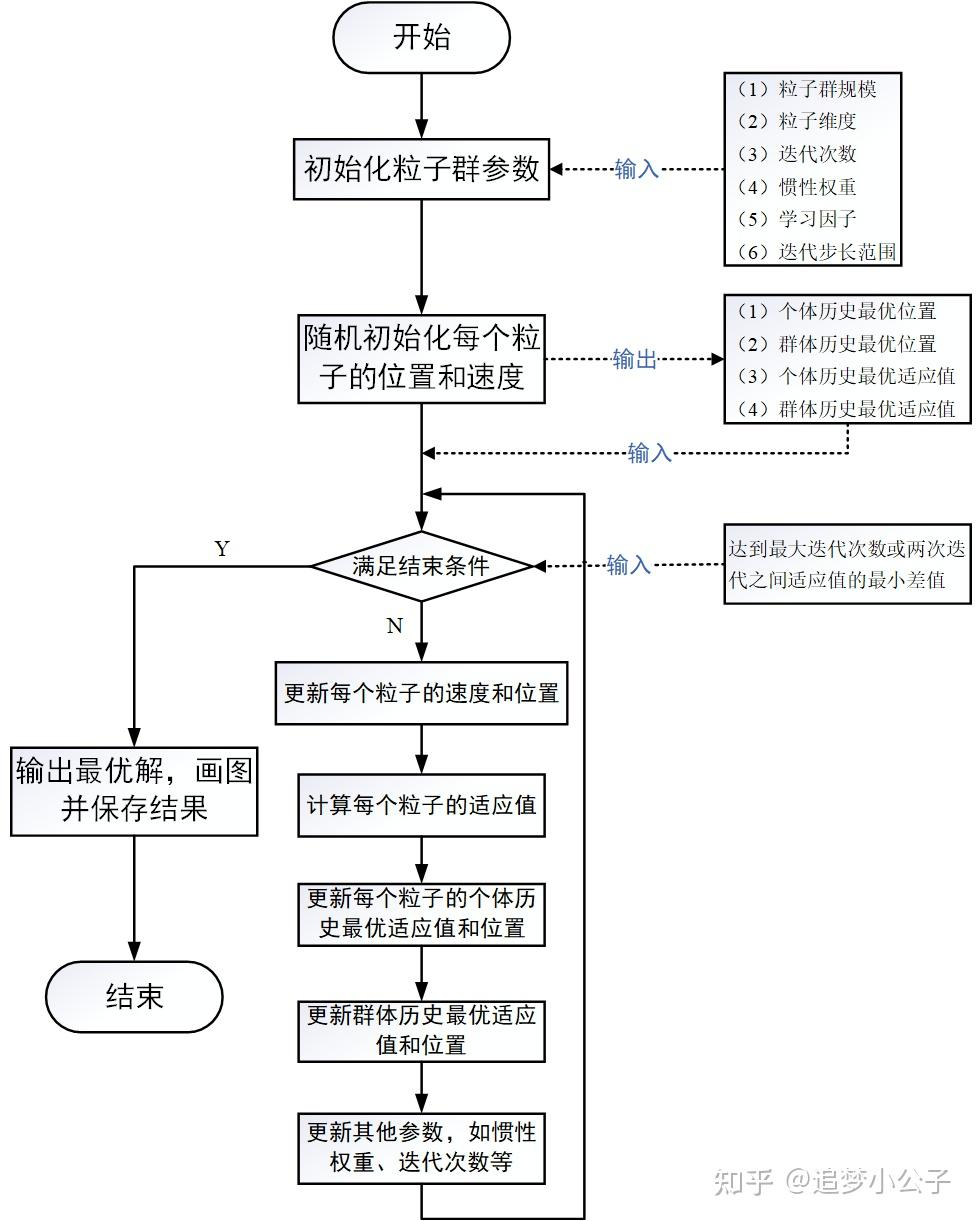 开始
初始化粒子群参数
输入
（1）粒子群规模
（2）粒子维度
（3）迭代次数
（4）惯性权重
（5）学习因子
（6）迭代步长范围
随机初始化每个粒
子的位置和速度
输出
（1）个体历史最优位置
（2）群体历史最优位置
（3）个体历史最优适应值
（4）群体历史最优适应值
输入
满足结束条件
输入
达到最大迭代次数或两次迭
代之间适应值的最小差值
Y
N
更新每个粒子的速度和位置
输出最优解，画图
并保存结果
计算每个粒子的适应值
更新每个粒子的个体历
史最优适应值和位置
结束
更新群体历史最优适应
值和位置
更新其他参数，如惯性
权重、迭代次数等
知乎 @追梦小公子